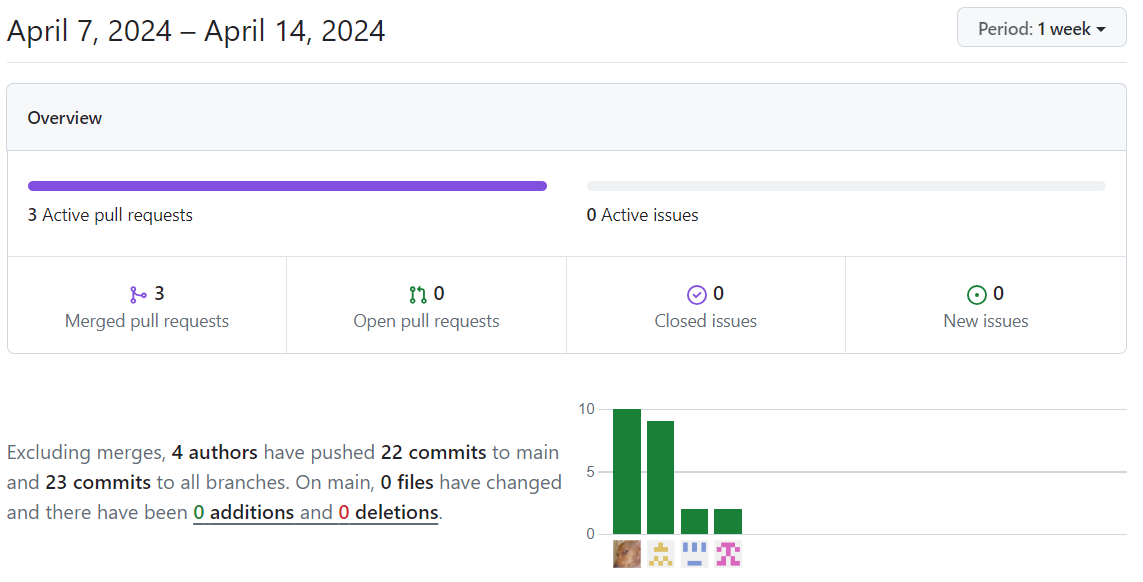 April 7, 2024 – April 14, 2024
Period: 1 week
Overview
3 Active pull requests
0 Active issues
3
Merged pull requests
0
Open pull requests
0
Closed issues
0
New issues
Excluding merges, 4 authors have pushed 22 commits to main
and 23 commits to all branches. On main, 0 files have changed
and there have been 0 additions and 0 deletions.
10
5
0